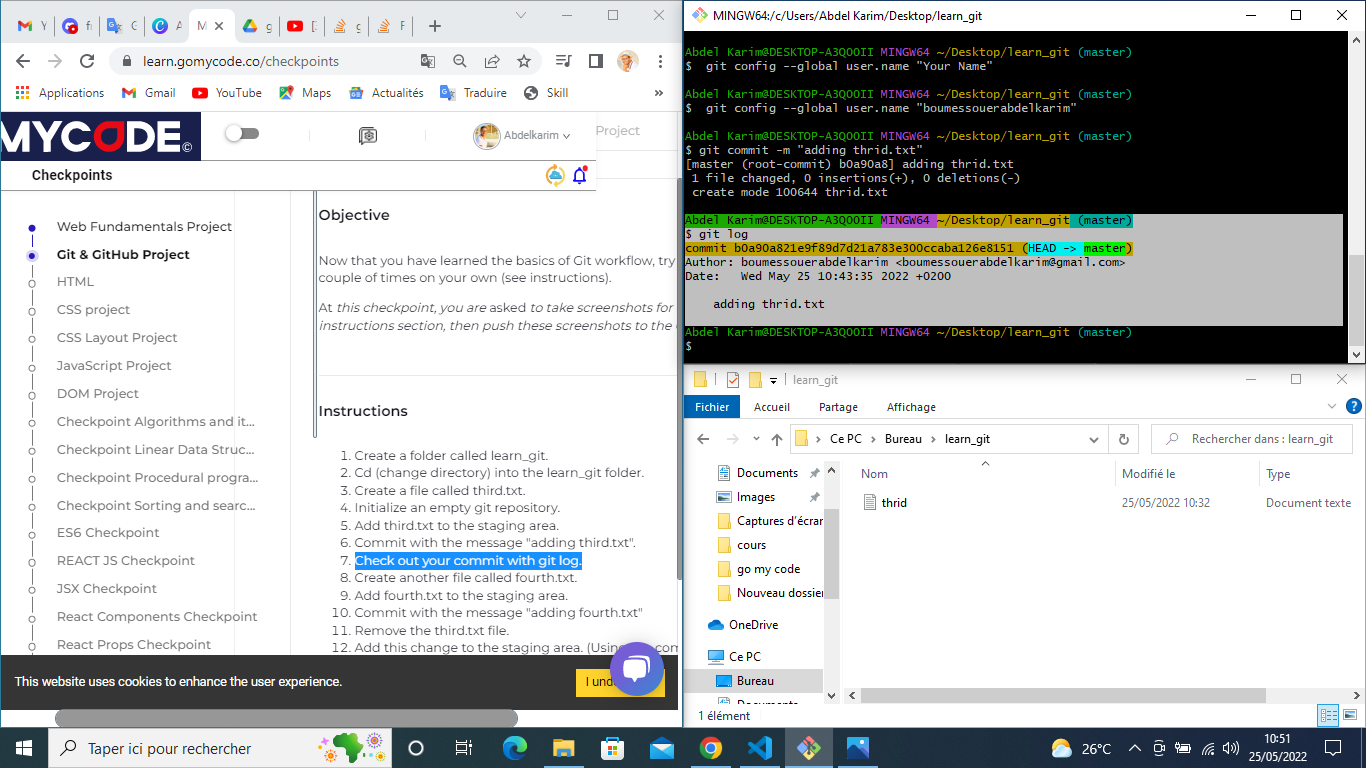 Y
f
G
A
M
g
[
g
F
learn.gomycode.co/checkpoints
Applications
Gmail
YouTube
Maps
Actualités
Traduire
Skill
»
MYCODE
©
Abdelkarim
Project
Checkpoints
Web Fundamentals Project
Git & GitHub Project
HTML
CSS project
CSS Layout Project
JavaScript Project
DOM Project
Checkpoint Algorithms and it...
Checkpoint Linear Data Struc...
Checkpoint Procedural progra...
Checkpoint Sorting and searc...
ES6 Checkpoint
REACT JS Checkpoint
JSX Checkpoint
React Components Checkpoint
React Props Checkpoint
Objective
Now that you have learned the basics of Git workflow, try
couple of times on your own (see instructions).
At this checkpoint, you are asked to take screenshots for
instructions section, then push these screenshots to the
Instructions
1. Create a folder called learn_git.
2. Cd (change directory) into the learn_git folder.
3. Create a file called third.txt.
4. Initialize an empty git repository.
5. Add third.txt to the staging area.
6. Commit with the message "adding third.txt".
7. Check out your commit with git log.
8. Create another file called fourth.txt.
9. Add fourth.txt to the staging area.
10. Commit with the message "adding fourth.txt"
11. Remove the third.txt file.
12. Add this change to the staging area. (Using com
This website uses cookies to enhance the user experience.
I und
MINGW64:/c/Users/Abdel Karim/Desktop/learn_git
Abdel Karim@DESKTOP-A3QOOII MINGW64 ~/Desktop/learn_git (master)
$  git config --global user.name "Your Name"
Abdel Karim@DESKTOP-A3QOOII MINGW64 ~/Desktop/learn_git (master)
$  git config --global user.name "boumessouerabdelkarim"
Abdel Karim@DESKTOP-A3QOOII MINGW64 ~/Desktop/learn_git (master)
$ git commit -m "adding thrid.txt"
[master (root-commit) b0a90a8] adding thrid.txt
1 file changed, 0 insertions(+), 0 deletions(-)
create mode 100644 thrid.txt
Abdel Karim@DESKTOP-A3QOOII MINGW64 ~/Desktop/learn_git (master)
$ git log
commit b0a90a821e9f89d7d21a783e300ccaba126e8151 (HEAD -> master)
Author: boumessouerabdelkarim <boumessouerabdelkarim@gmail.com>
Date:   Wed May 25 10:43:35 2022 +0200
adding thrid.txt
Abdel Karim@DESKTOP-A3QOOII MINGW64 ~/Desktop/learn_git (master)
$
learn_git
Fichier
Accueil
Partage
Affichage
Ce PC > Bureau > learn_git
Rechercher dans : learn_git
Documents
Images
Captures d'écran
cours
go my code
Nouveau dossier
OneDrive
Ce PC
Bureau
Documents
Nom
Modifié le
Type
thrid
25/05/2022 10:32
Document texte
1 élément
Taper ici pour rechercher
26°C
10:51
25/05/2022